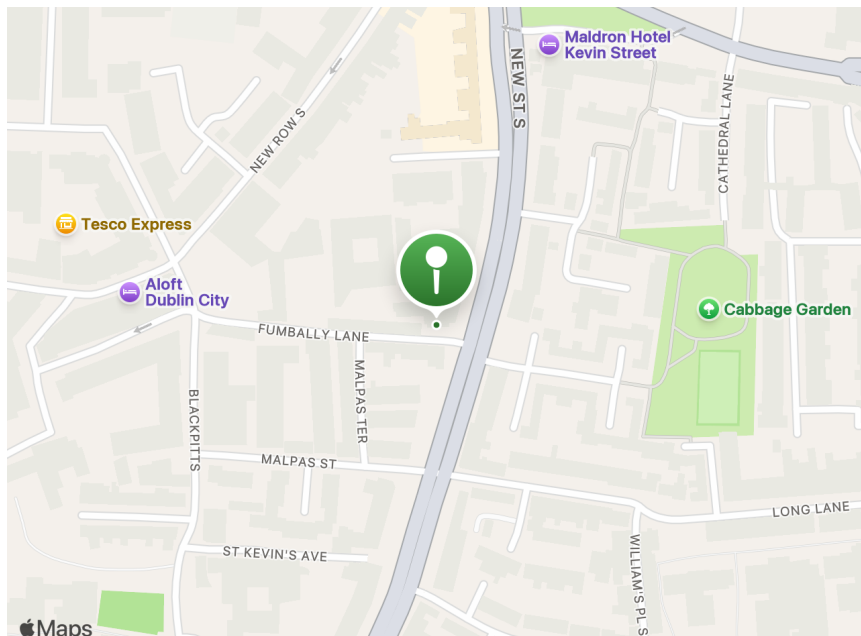 Maldron Hotel
Kevin Street
NEW ST S
CATHEDRAL LANE
NEW ROW S
Tesco Express
Aloft
Dublin City
Cabbage Garden
FUMBALLY LANE
MALPAS TER
BLACKPITTS
MALPAS ST
LONG LANE
ST KEVIN'S AVE
WILLIAM'S PL S
Maps